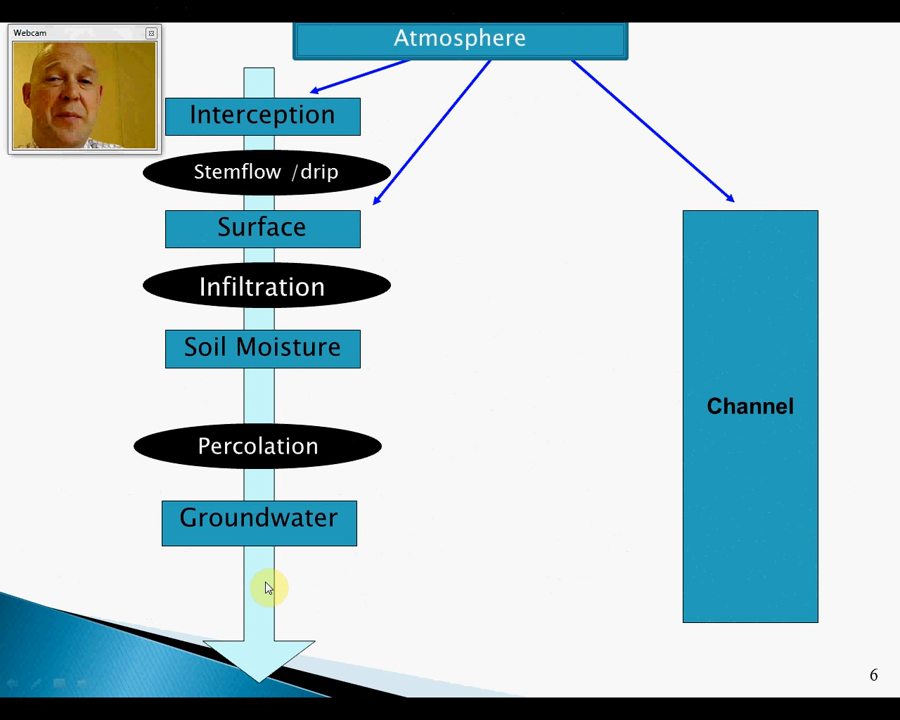 Webcam
Atmosphere
Interception
Stemflow /drip
Surface
Infiltration
Soil Moisture
Percolation
Groundwater
Channel
6